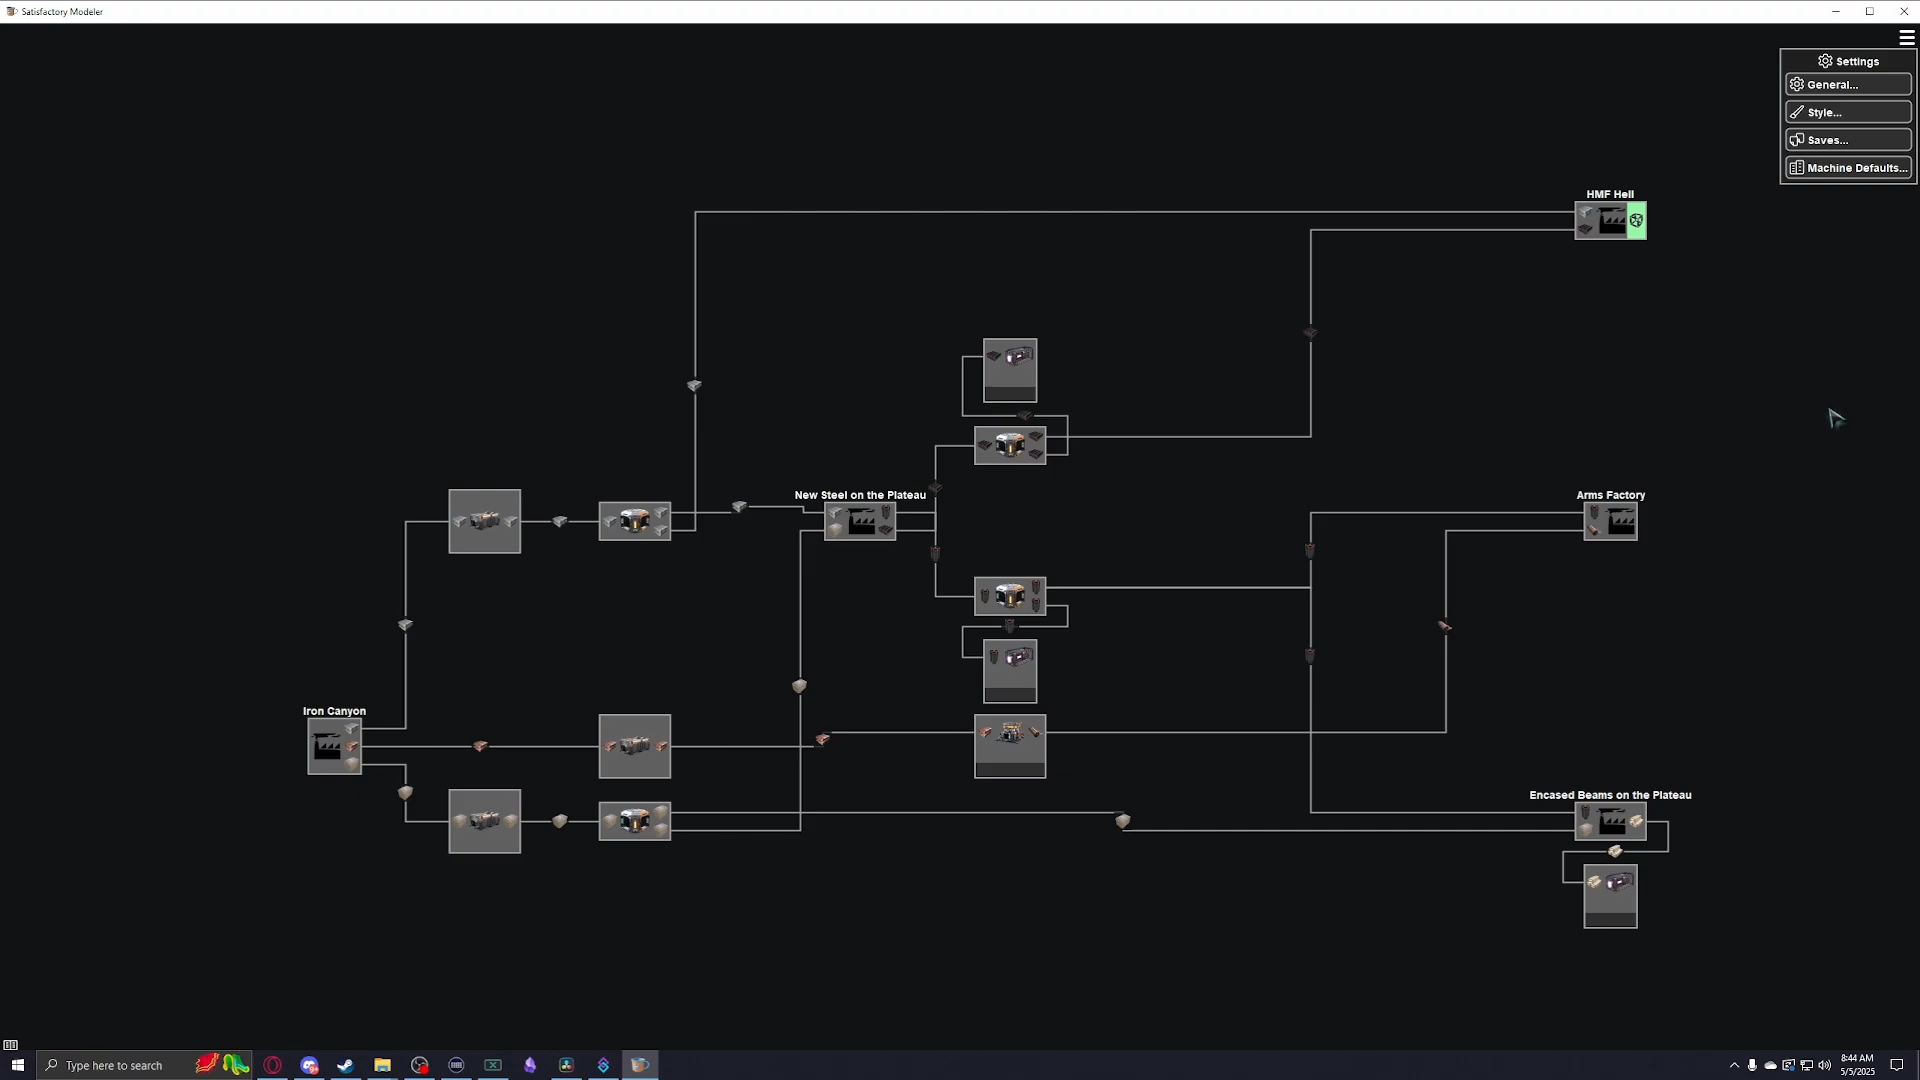 Satisfactory Modeler
Settings
General...
Style...
Saves...
Machine Defaults...
HMF Hell
New Steel on the Plateau
Arms Factory
Iron Canyon
Encased Beams on the Plateau
Type here to search
8:44 AM
5/5/2025